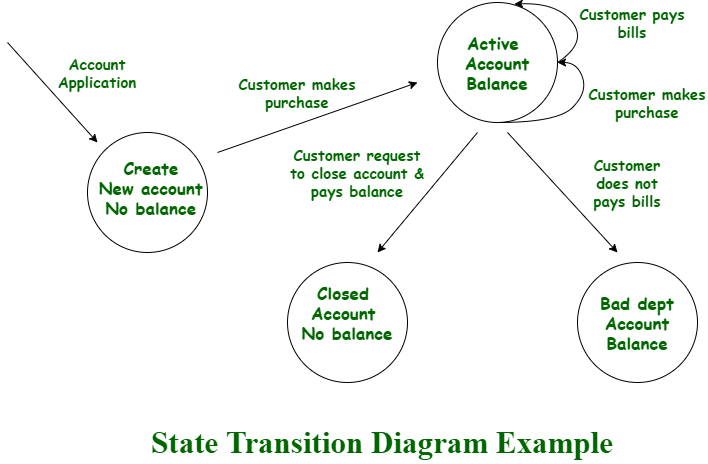 Account
Application
Create
New account
No balance
Customer makes
purchase
Active
Account
Balance
Customer pays
bills
Customer makes
purchase
Customer request
to close account &
pays balance
Customer
does not
pays bills
Closed
Account
No balance
Bad dept
Account
Balance
State Transition Diagram Example